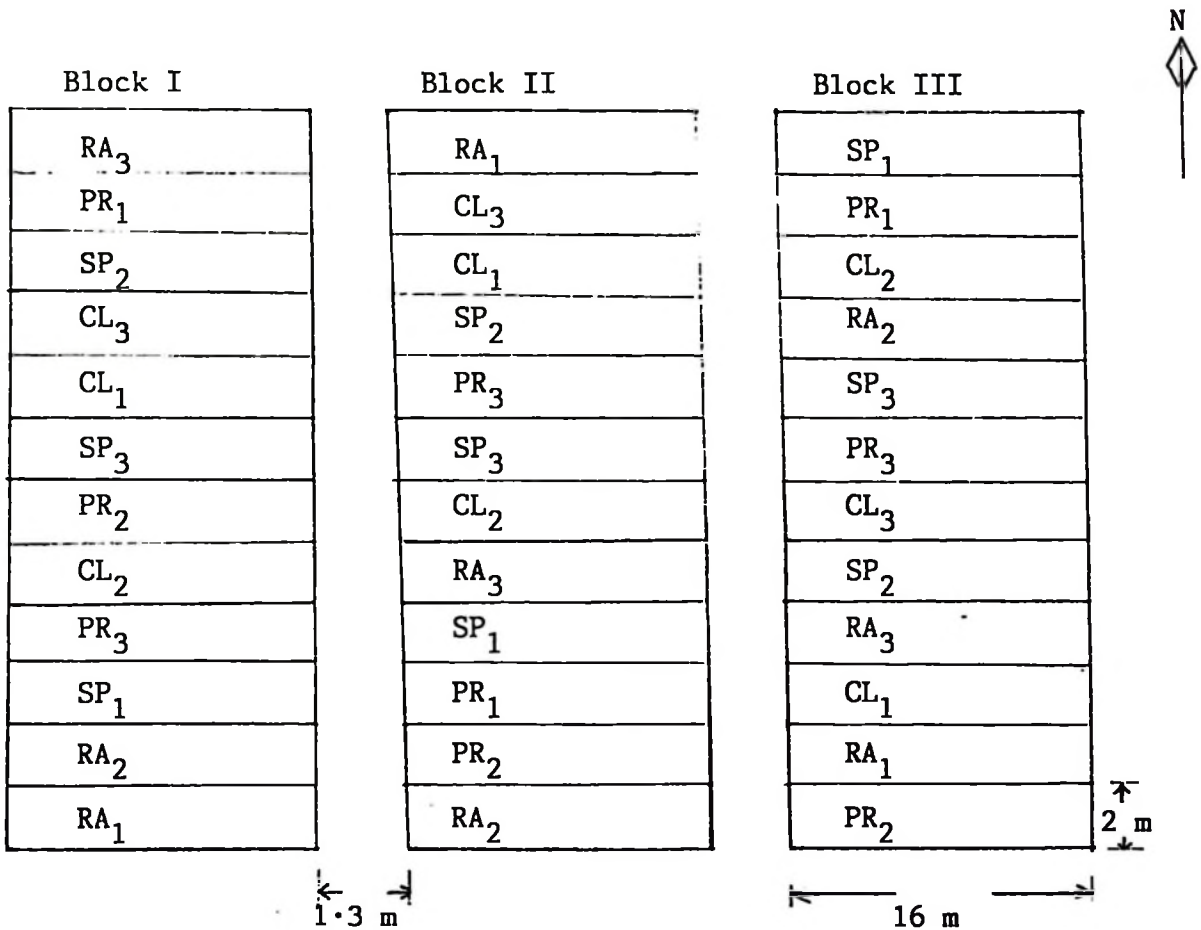 N
Block I
RA₃
PR₁
SP₂
CL₃
CL₁
SP₃
PR₂
CL₂
PR₃
SP₁
RA₂
RA₁
Block II
RA₁
CL₃
CL₁
SP₂
PR₃
SP₃
CL₂
RA₃
SP₁
PR₁
PR₂
RA₂
Block III
SP₁
PR₁
CL₂
RA₂
SP₃
PR₃
CL₃
SP₂
RA₃
CL₁
RA₁
PR₂
2 m
1·3 m
16 m